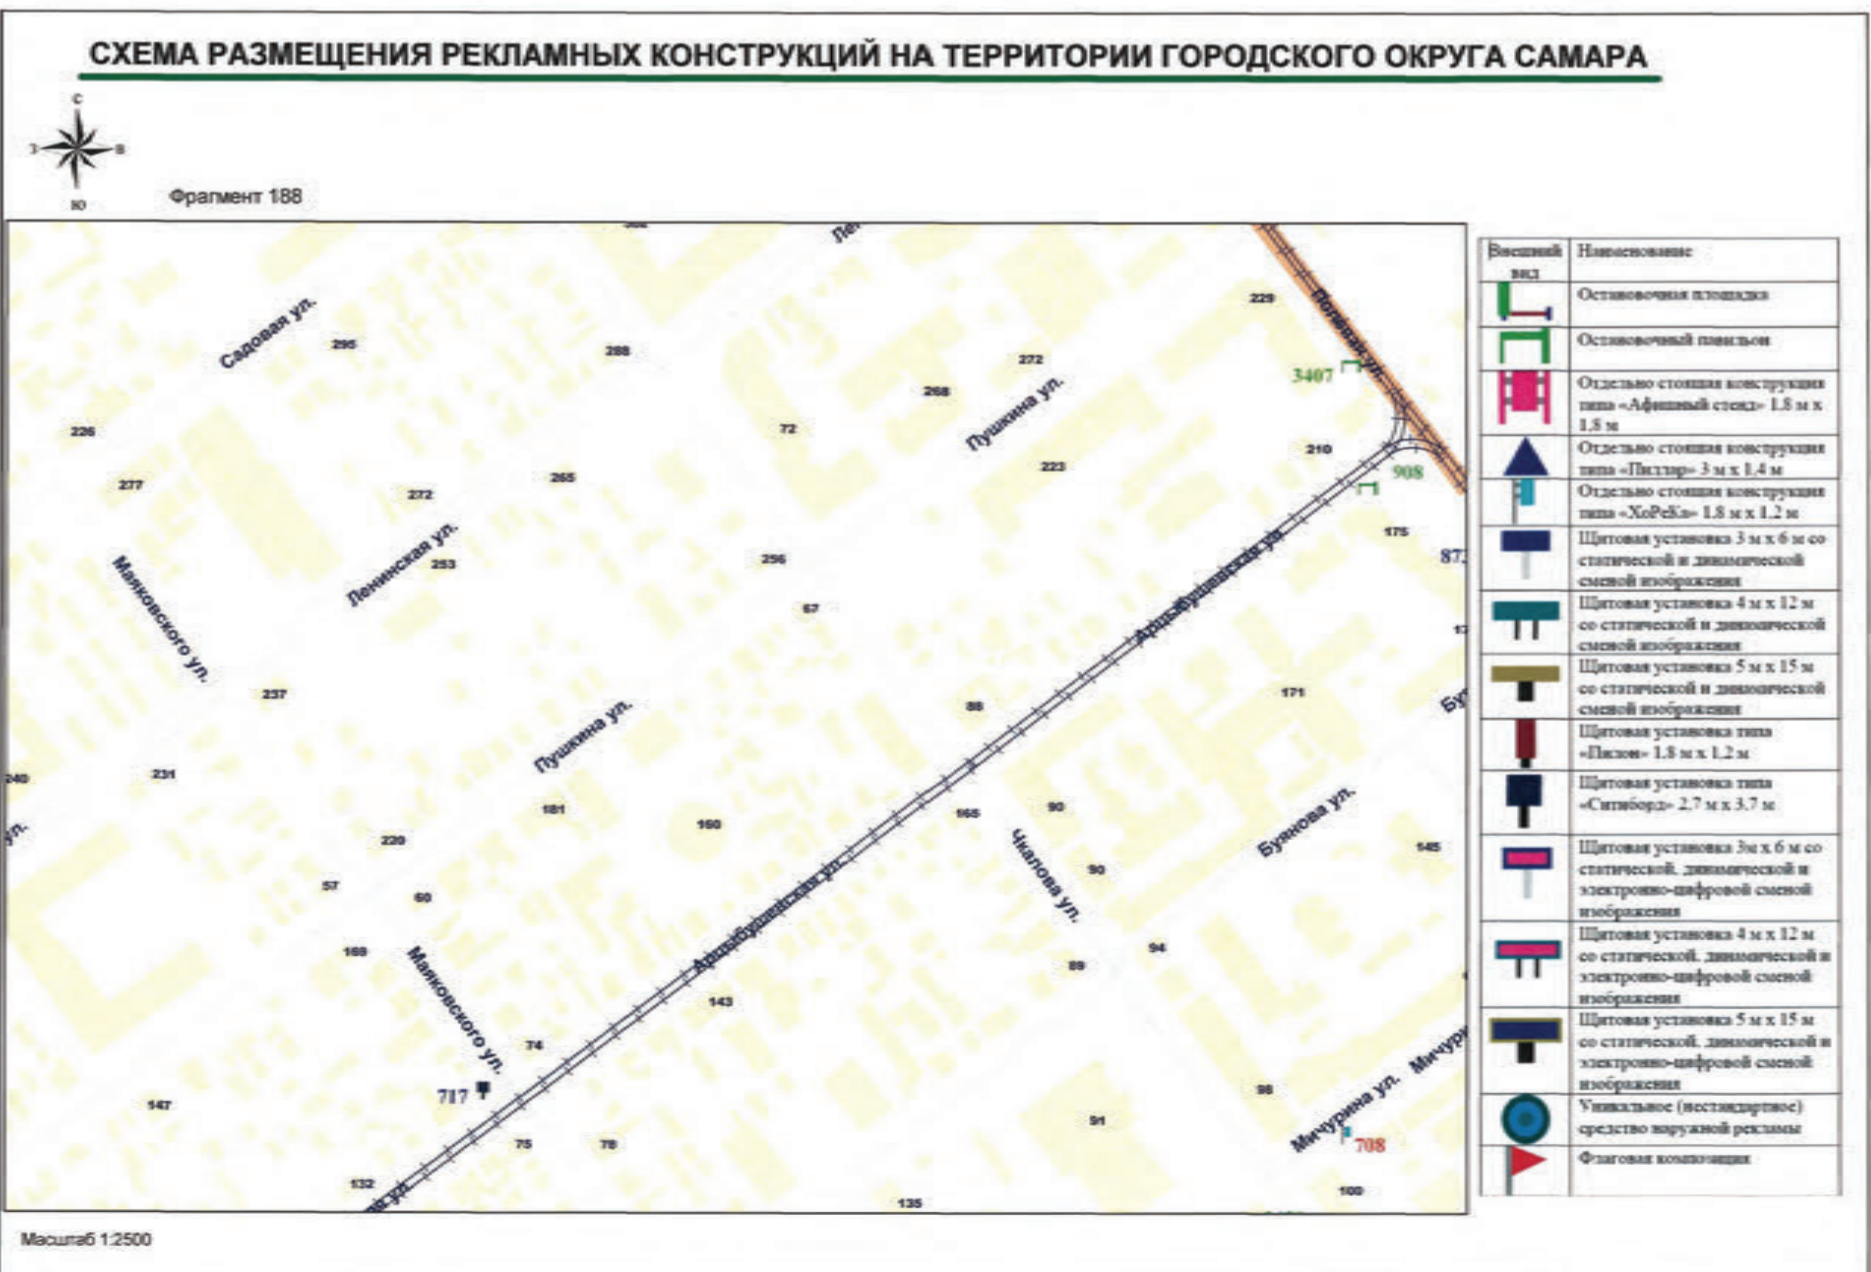 СХЕМА РАЗМЕЩЕНИЯ РЕКЛАМНЫХ КОНСТРУКЦИЙ НА ТЕРРИТОРИИ ГОРОДСКОГО ОКРУГА САМАРА
С
З
В
Ю
Фрагмент 188
229
Садовая ул.
295
288
Полевая ул.
272
3407
268
Пушкина ул.
226
72
210
223
908
277
272
265
175
Ленинская ул.
253
256
87
Маяковского ул.
67
Арцыбушевская ул.
237
171
88
Пушкина ул.
231
240
181
160
165
90
Буянова ул.
145
ул.
220
Чкалова ул.
57
60
90
Арцыбушевская ул.
169
94
89
Маяковского ул.
143
74
717
147
98
Мичурина ул.
91
75
78
708
132
100
135
Внешний вид
Наименование
Остановочная площадка
Остановочный павильон
Отдельно стоящая конструкция
типа «Афишный стенд» 1.8 м х
1.8 м
Отдельно стоящая конструкция
типа «Пиллар» 3 м х 1.4 м
Отдельно стоящая конструкция
типа «ХоРеКа» 1.8 м х 1.2 м
Щитовая установка 3 м х 6 м со
статической и динамической
сменой изображения
Щитовая установка 4 м х 12 м
со статической и динамической
сменой изображения
Щитовая установка 5 м х 15 м
со статической и динамической
сменой изображения
Щитовая установка типа
«Пилон» 1.8 м х 1.2 м
Щитовая установка типа
«Ситиборд» 2.7 м х 3.7 м
Щитовая установка 3м х 6 м со
статической, динамической и
электронно-цифровой сменой
изображения
Щитовая установка 4 м х 12 м
со статической, динамической и
электронно-цифровой сменой
изображения
Щитовая установка 5 м х 15 м
со статической, динамической и
электронно-цифровой сменой
изображения
Уникальное (нестандартное)
средство наружной рекламы
Флаговая композиция
Масштаб 1:2500